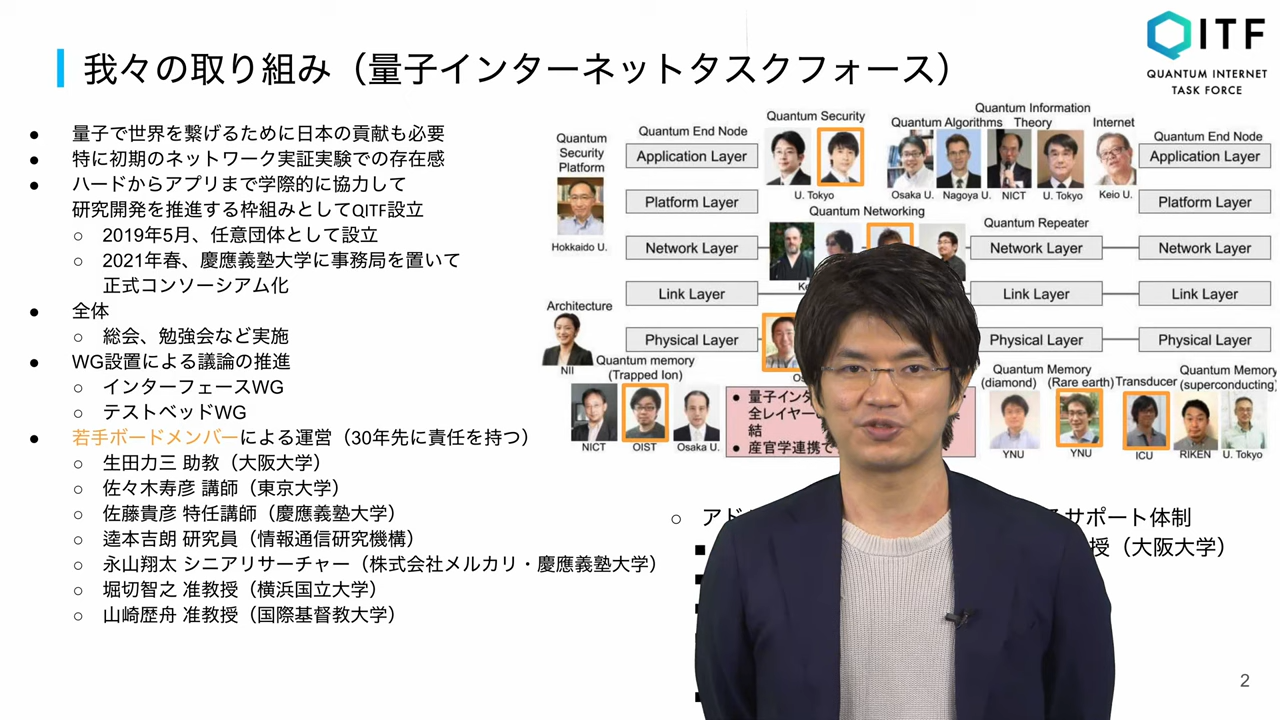 QITF
QUANTUM INTERNET
TASK FORCE
我々の取り組み（量子インターネットタスクフォース）
● 量子で世界を繋げるために日本の貢献も必要
● 特に初期のネットワーク実証実験での存在感
● ハードからアプリまで学際的に協力して
研究開発を推進する枠組みとしてQITF設立
○ 2019年5月、任意団体として設立
○ 2021年春、慶應義塾大学に事務局を置いて
正式コンソーシアム化
● 全体
○ 総会、勉強会など実施
● WG設置による議論の推進
○ インターフェースWG
○ テストベッドWG
● 若手ボードメンバーによる運営（30年先に責任を持つ）
○ 生田力三 助教（大阪大学）
○ 佐々木寿彦 講師（東京大学）
○ 佐藤貴彦 特任講師（慶應義塾大学）
○ 逵本吉朗 研究員（情報通信研究機構）
○ 永山翔太 シニアリサーチャー（株式会社メルカリ・慶應義塾大学）
○ 堀切智之 准教授（横浜国立大学）
○ 山崎歴舟 准教授（国際基督教大学）
Quantum
Security
Platform
Hokkaido U.
Quantum End Node
Application Layer
Platform Layer
Network Layer
Link Layer
Physical Layer
Quantum Security
U. Tokyo
Quantum Algorithms
Osaka U.
Nagoya U.
Quantum Information
Theory
NICT
U. Tokyo
Internet
Keio U.
Quantum End Node
Application Layer
Platform Layer
Network Layer
Link Layer
Physical Layer
Quantum Networking
Quantum Repeater
Network Layer
Link Layer
Physical Layer
Architecture
NII
Quantum memory
(Trapped Ion)
NICT
OIST
Osaka U.
● 量子イン
全レイヤー
結
● 産官学連携で
Quantum Memory
(diamond)
(Rare earth)
YNU
YNU
Transducer
ICU
Quantum Memory
(superconducting)
RIKEN
U. Tokyo
○ アド
サポート体制
授（大阪大学）
2